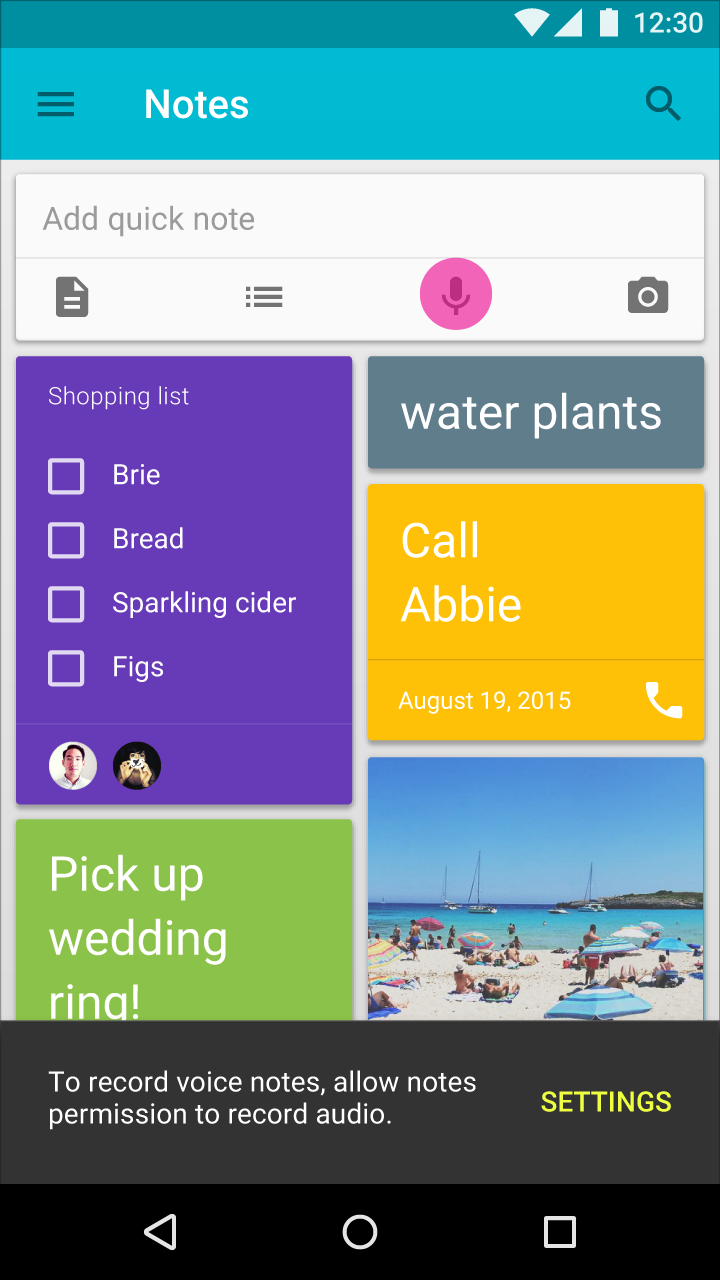 12:30
Notes
Add quick note
Shopping list
Brie
Bread
Sparkling cider
Figs
water plants
Call
Abbie
August 19, 2015
Pick up
wedding
ring!
To record voice notes, allow notes
permission to record audio.
SETTINGS